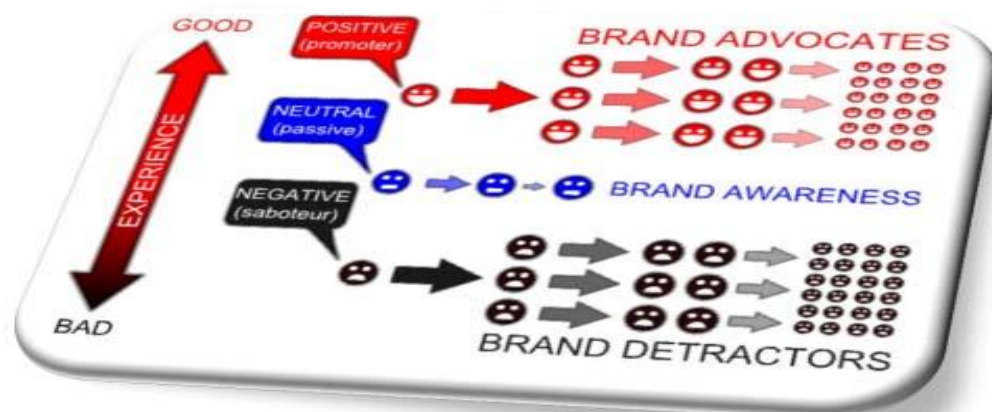 GOOD
POSITIVE
(promoter)
BRAND ADVOCATES
NEUTRAL
(passive)
EXPERIENCE
BRAND AWARENESS
NEGATIVE
(saboteur)
BAD
BRAND DETRACTORS